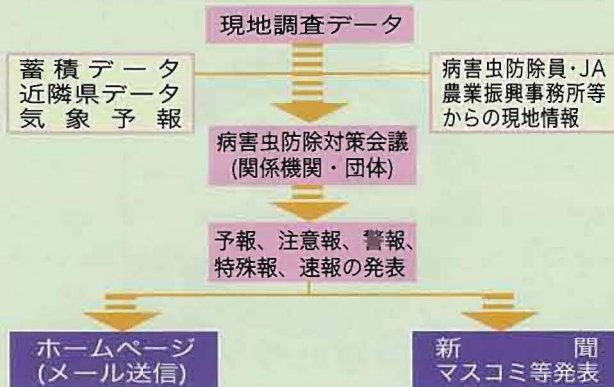 現地調査データ
蓄積データ
近隣県データ
気象予報
病害虫防除員・JA
農業振興事務所等
からの現地情報
病害虫防除対策会議
(関係機関・団体)
予報、注意報、警報、
特殊報、速報の発表
ホームページ
(メール送信)
新聞
マスコミ等発表